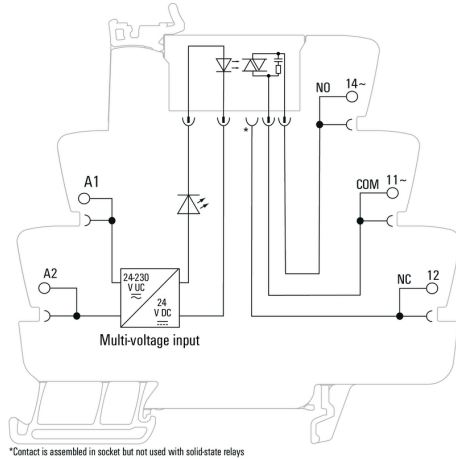 NO 14~
*
A1
COM 11~
A2
24-230
V UC
24
V DC
NC 12
Multi-voltage input
*Contact is assembled in socket but not used with solid-state relays